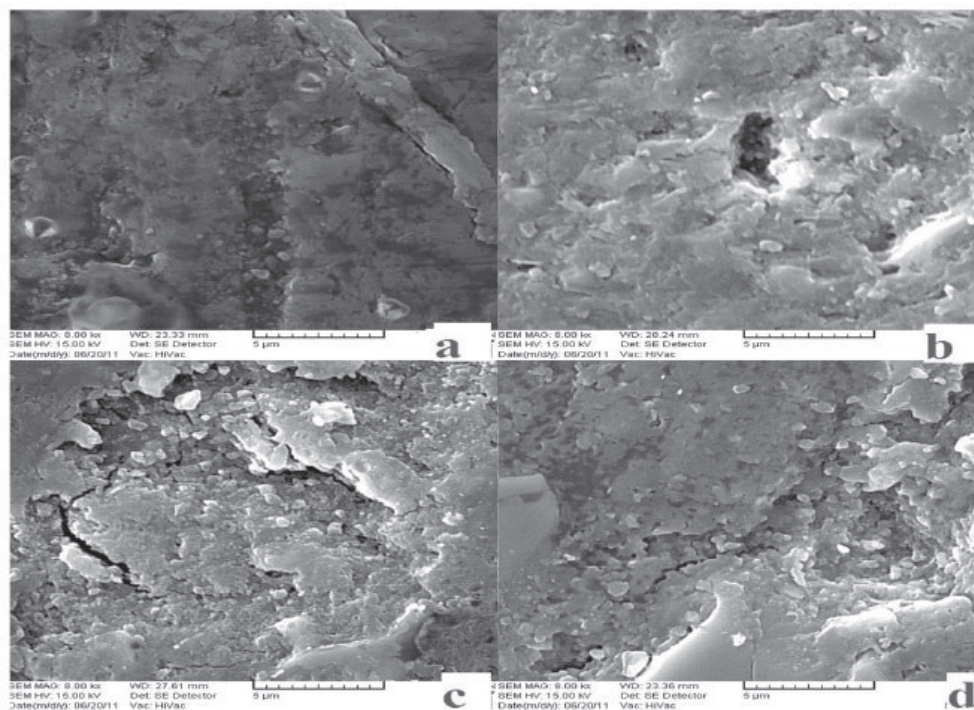 SEM MAG: 8.00 kx WD: 23.33 mm
SEM HV: 15.00 kV Det: SE Detector 5 µm
Date(m/d/y): 06/20/11 Vac: HiVac
a
SEM MAG: 8.00 kx WD: 28.24 mm
SEM HV: 15.00 kV Det: SE Detector 5 µm
Date(m/d/y): 06/20/11 Vac: HiVac
b
SEM MAG: 8.00 kx WD: 27.61 mm
SEM HV: 15.00 kV Det: SE Detector 5 µm
Date(m/d/y): 06/20/11 Vac: HiVac
c
SEM MAG: 8.00 kx WD: 23.36 mm
SEM HV: 15.00 kV Det: SE Detector 5 µm
Date(m/d/y): 06/20/11 Vac: HiVac
d